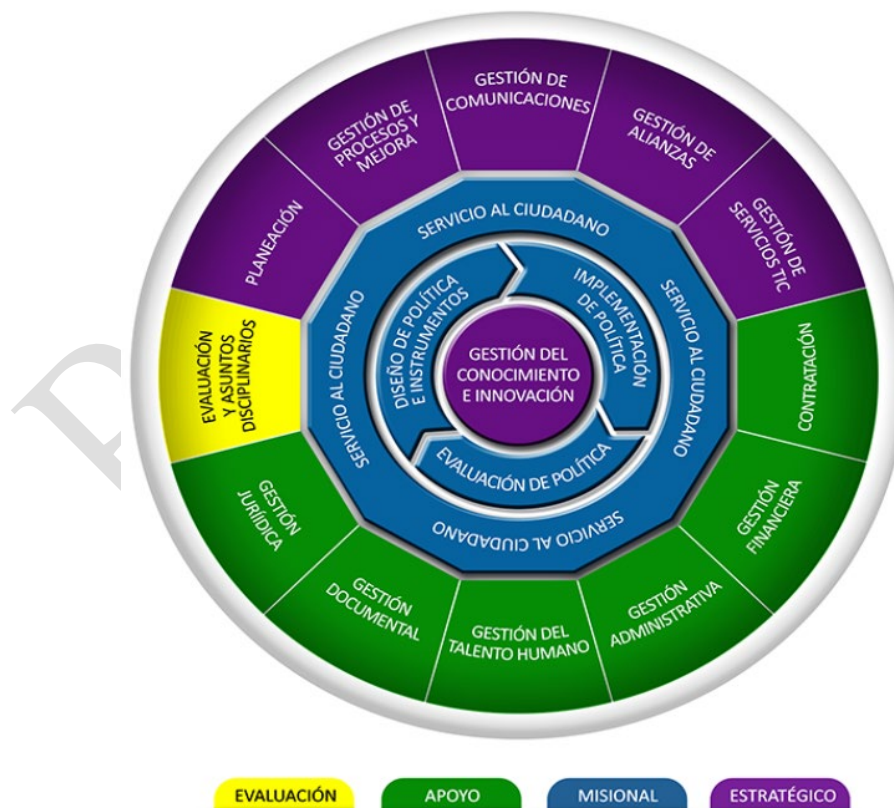 GESTIÓN DE
COMUNICACIONES
GESTIÓN DE
ALIANZAS
GESTIÓN DE
SERVICIOS TIC
CONTRATACIÓN
GESTIÓN
FINANCIERA
GESTIÓN
ADMINISTRATIVA
GESTIÓN DEL
TALENTO HUMANO
GESTIÓN
DOCUMENTAL
GESTIÓN
JURÍIDICA
EVALUACIÓN
Y ASUNTOS
DISCIPLINARIOS
PLANEACIÓN
GESTIÓN DE
PROCESOS Y
MEJORA
SERVICIO AL CIUDADANO
SERVICIO AL CIUDADANO
SERVICIO AL CIUDADANO
SERVICIO AL CIUDADANO
DISEÑO DE POLÍTICA
E INSTRUMENTOS
IMPLEMENTACIÓN
DE POLÍTICA
EVALUACIÓN DE POLÍTICA
GESTIÓN DEL
CONOCIMIENTO
E INNOVACIÓN
EVALUACIÓN
APOYO
MISIONAL
ESTRATÉGICO